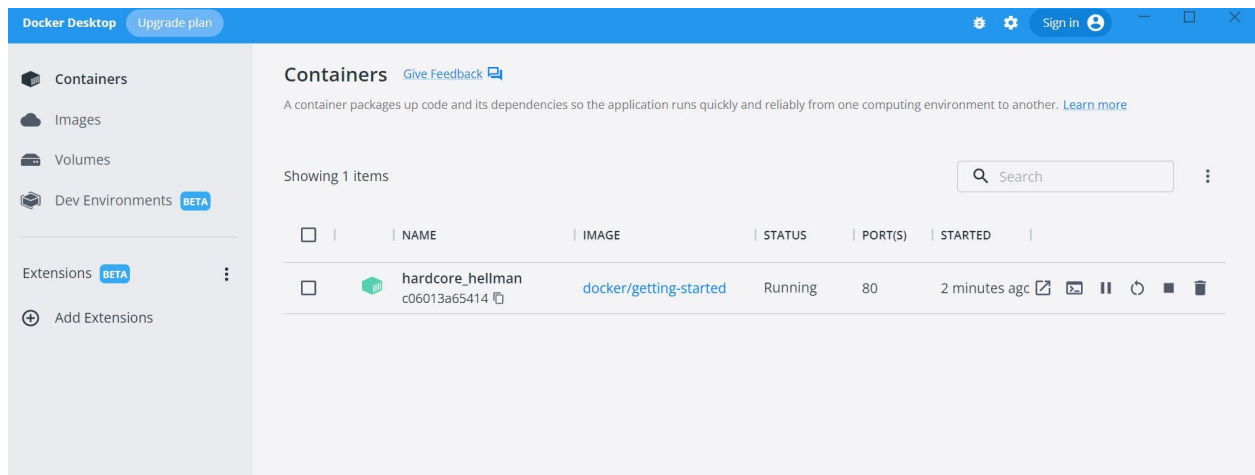 Docker Desktop Upgrade plan Sign in
Containers
Images
Volumes
Dev Environments BETA
Extensions BETA
Add Extensions
Containers Give Feedback
A container packages up code and its dependencies so the application runs quickly and reliably from one computing environment to another. Learn more
Showing 1 items Search
NAME IMAGE STATUS PORT(S) STARTED
hardcore_hellman docker/getting-started Running 80 2 minutes agc
c06013a65414